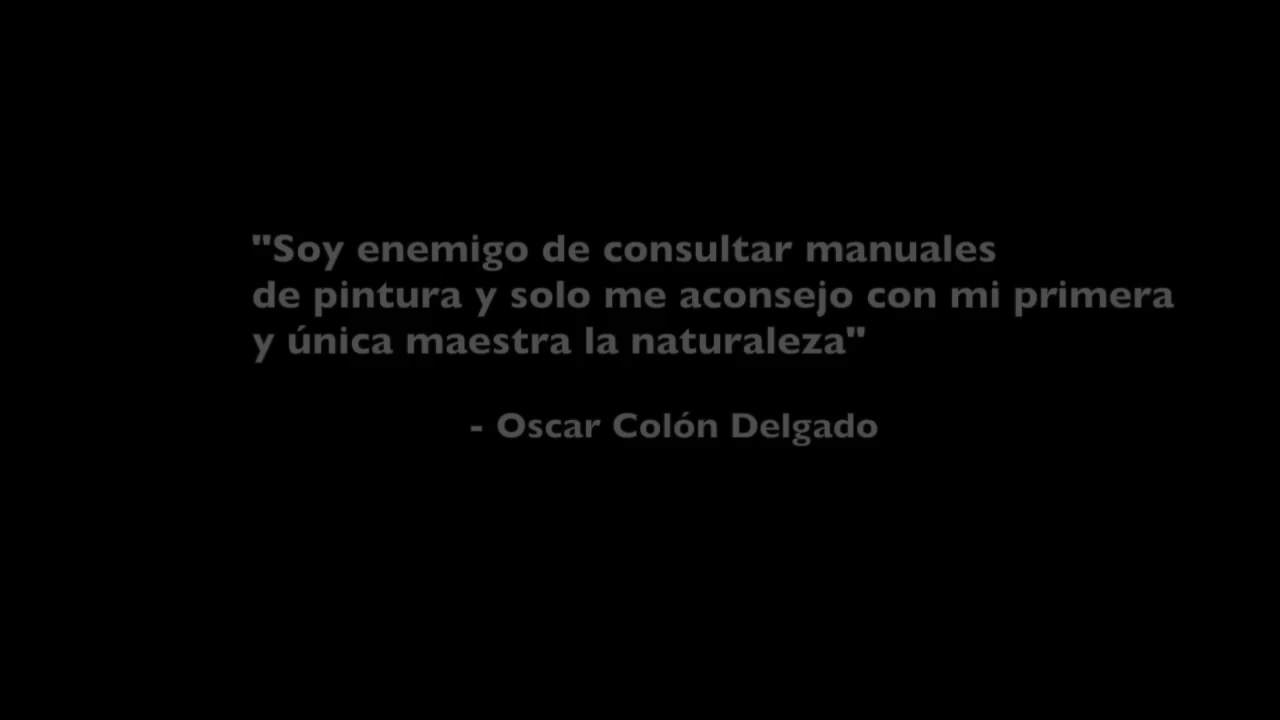 "Soy enemigo de consultar manuales
de pintura y solo me aconsejo con mi primera
y única maestra la naturaleza"
- Oscar Colón Delgado